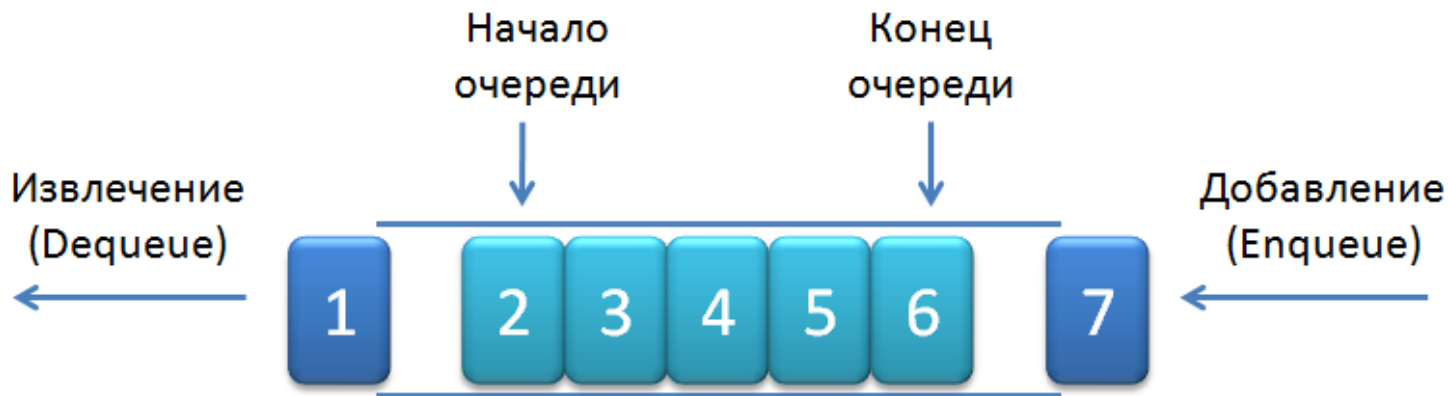 Начало
очереди
Конец
очереди
Извлечение
(Dequeue)
Добавление
(Enqueue)
1 2 3 4 5 6 7